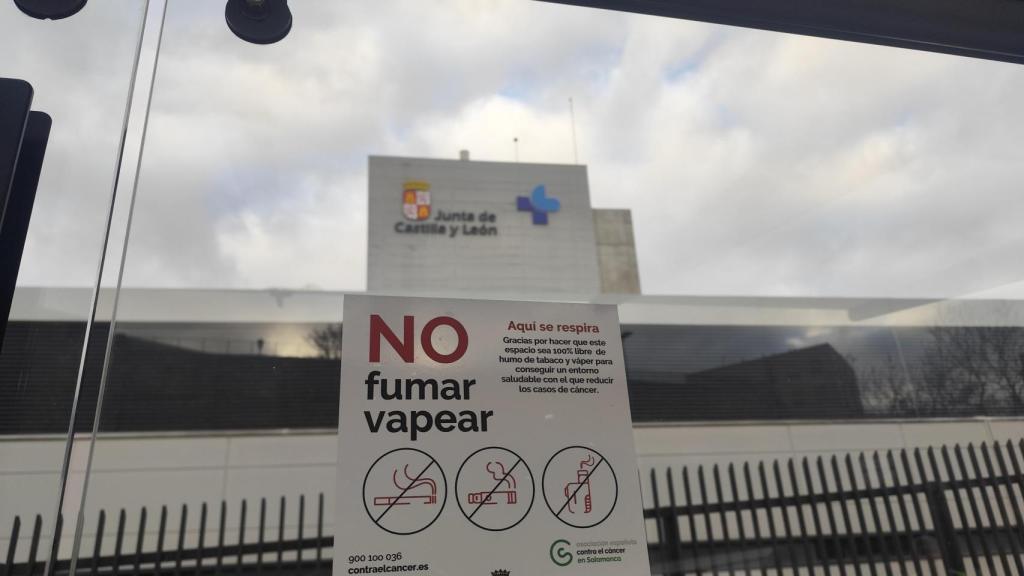 Junta de
Castilla y León
NO
fumar
vapear
Aquí se respira
Gracias por hacer que este
espacio sea 100% libre de
humo de tabaco y váper para
conseguir un entorno
saludable con el que reducir
los casos de cáncer.
900 100 036
contraelcancer.es
asociación española
contra el cáncer
en Salamanca